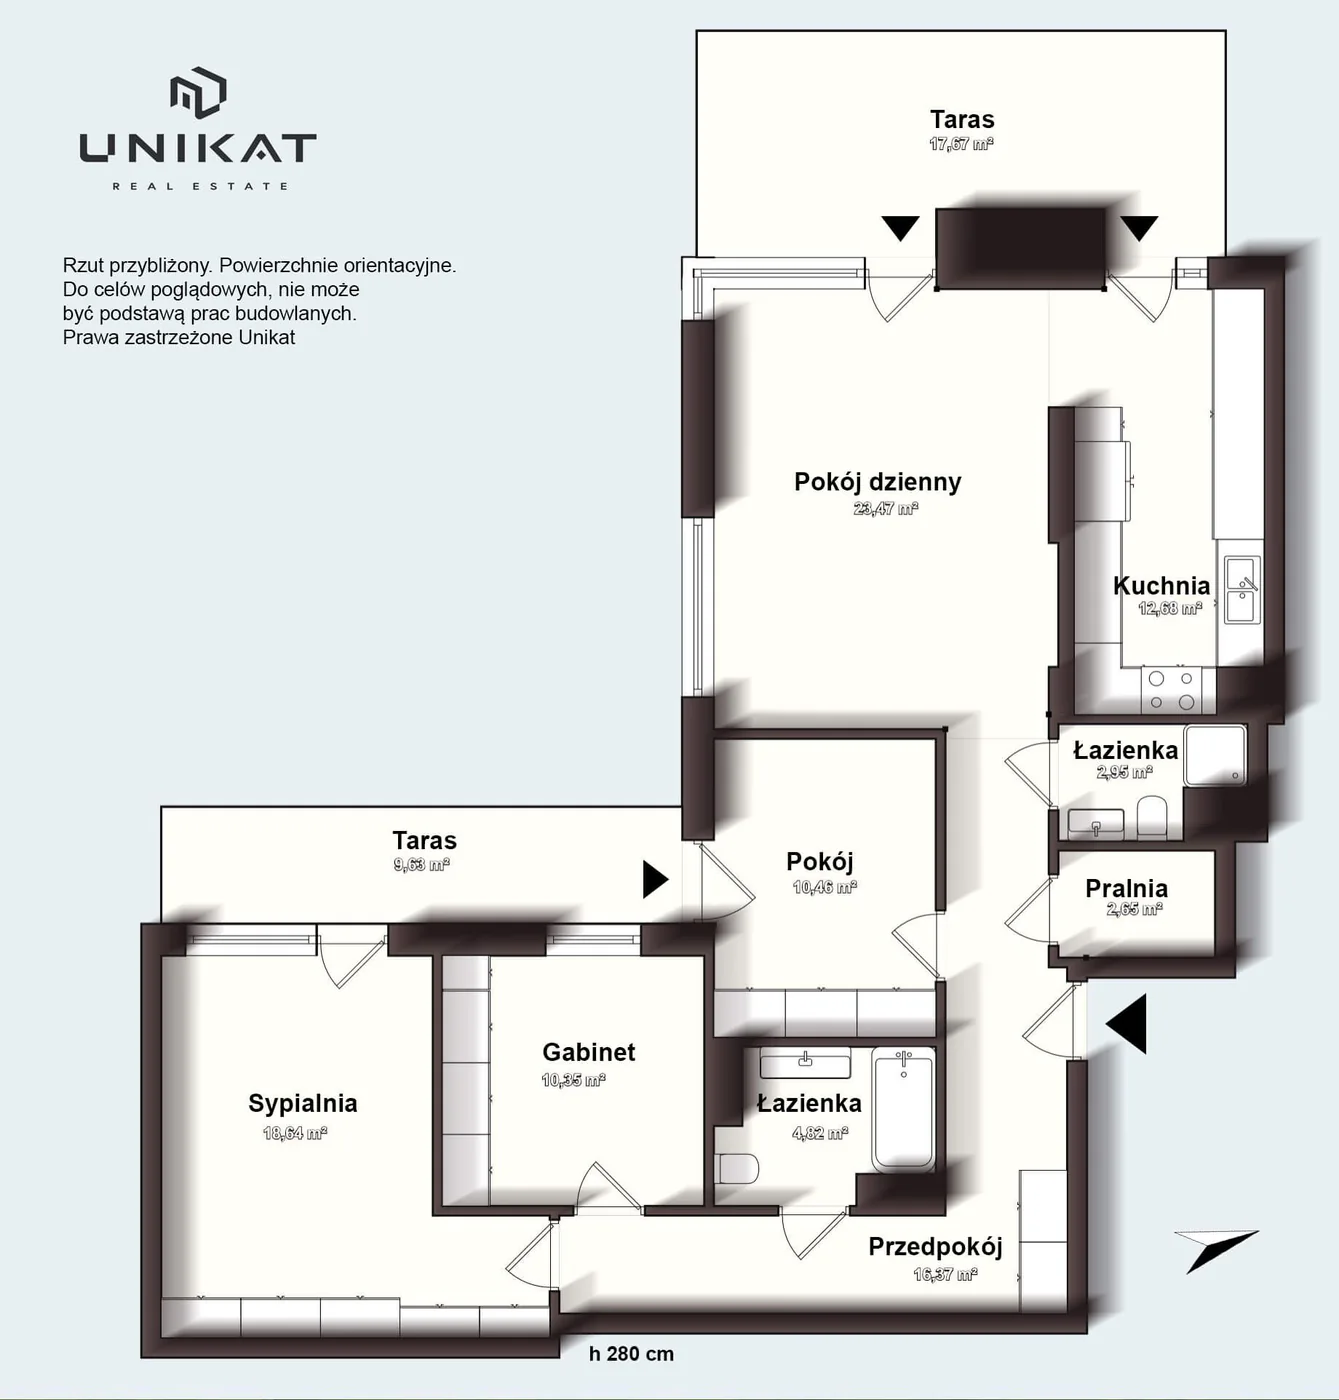 UNIKAT
REAL ESTATE
Rzut przybliżony. Powierzchnie orientacyjne.
Do celów poglądowych, nie może
być podstawą prac budowlanych.
Prawa zastrzeżone Unikat
Taras
17,67 m²
Pokój dzienny
23,47 m²
Kuchnia
12,68 m²
Łazienka
2,95 m²
Taras
9,63 m²
Pokój
10,46 m²
Pralnia
2,65 m²
Gabinet
10,35 m²
Sypialnia
18,64 m²
Łazienka
4,82 m²
Przedpokój
16,37 m²
h 280 cm